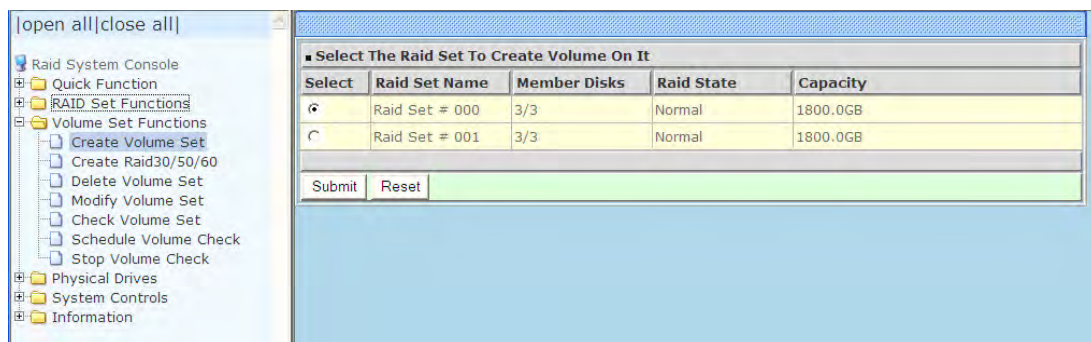 |open all|close all|
Raid System Console
Quick Function
RAID Set Functions
Volume Set Functions
Create Volume Set
Create Raid30/50/60
Delete Volume Set
Modify Volume Set
Check Volume Set
Schedule Volume Check
Stop Volume Check
Physical Drives
System Controls
Information
Select The Raid Set To Create Volume On It
Select Raid Set Name Member Disks Raid State Capacity
Raid Set # 000 3/3 Normal 1800.0GB
Raid Set # 001 3/3 Normal 1800.0GB
Submit Reset